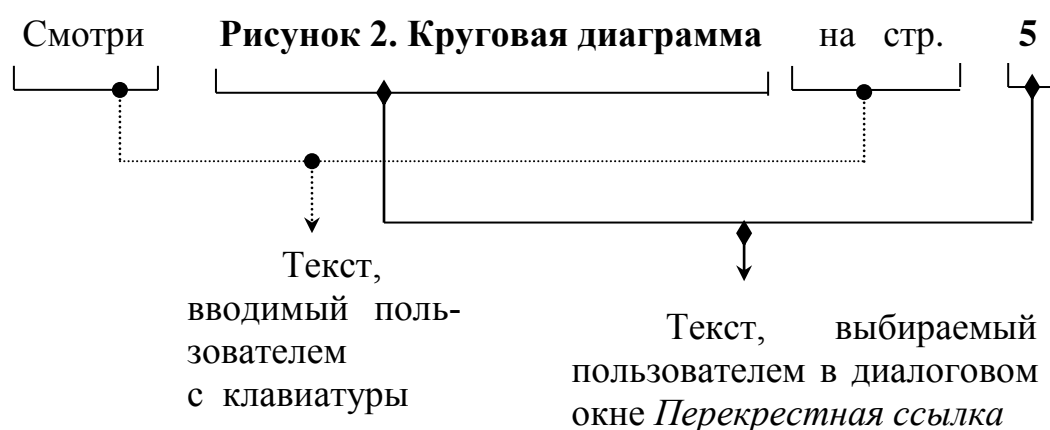 Смотри Рисунок 2. Круговая диаграмма на стр. 5
Текст,
вводимый поль-
зователем
с клавиатуры
Текст, выбираемый
пользователем в диалоговом
окне Перекрестная ссылка